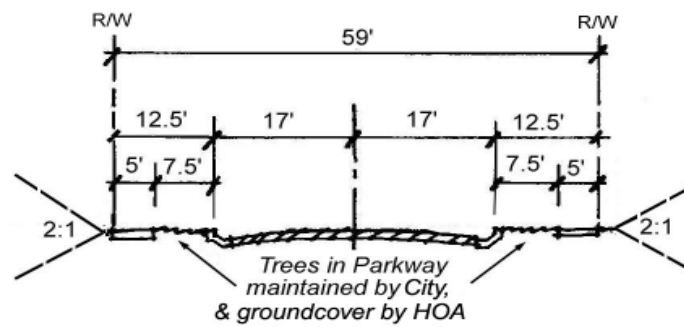 R/W R/W
59'
12.5' 17' 17' 12.5'
5' 7.5' 7.5' 5'
2:1 2:1
Trees in Parkway
maintained by City,
& groundcover by HOA